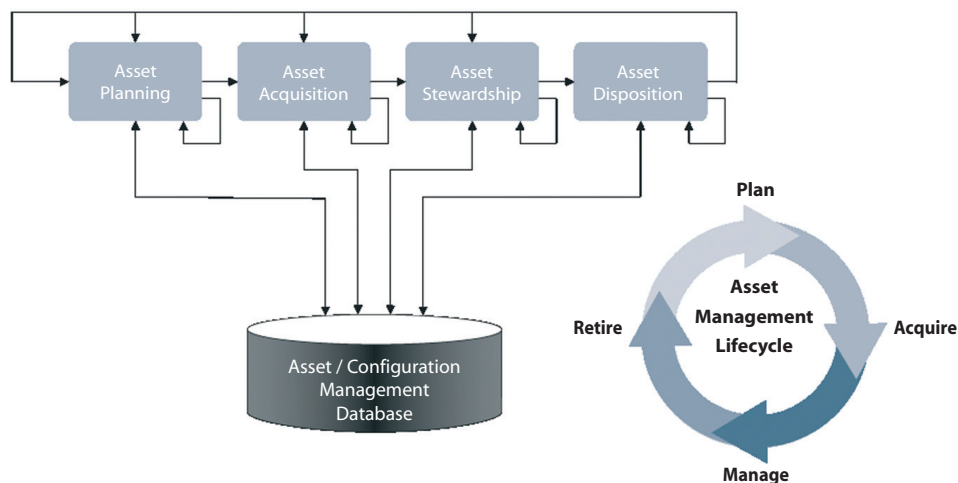 Asset
Planning
Asset
Acquisition
Asset
Stewardship
Asset
Disposition
Asset / Configuration
Management
Database
Plan
Asset
Management
Lifecycle
Retire
Acquire
Manage